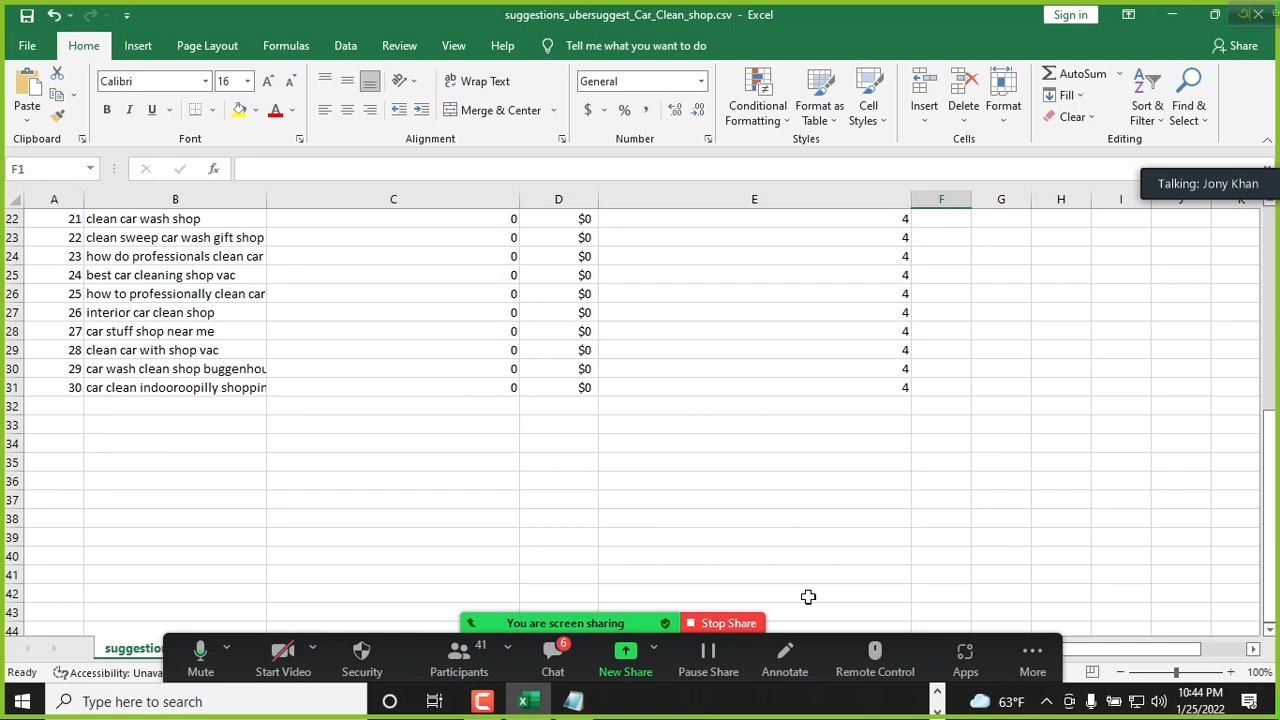 suggestions_ubersuggest_Car_Clean_shop.csv - Excel
Sign in
File Home Insert Page Layout Formulas Data Review View Help Tell me what you want to do Share
Paste
Calibri 16
B I U
Wrap Text
Merge & Center
General
$ % ,
Conditional Formatting
Format as Table
Cell Styles
Insert Delete Format
AutoSum
Fill
Clear
Sort & Filter
Find & Select
Clipboard Font Alignment Number Styles Cells Editing
F1 fx
Talking: Jony Khan
A B C D E F G H I
22 21 clean car wash shop 0 $0 4
23 22 clean sweep car wash gift shop 0 $0 4
24 23 how do professionals clean car 0 $0 4
25 24 best car cleaning shop vac 0 $0 4
26 25 how to professionally clean car 0 $0 4
27 26 interior car clean shop 0 $0 4
28 27 car stuff shop near me 0 $0 4
29 28 clean car with shop vac 0 $0 4
30 29 car wash clean shop buggenhou 0 $0 4
31 30 car clean indooroopilly shoppin 0 $0 4
32
33
34
35
36
37
38
39
40
41
42
43
44
You are screen sharing Stop Share
suggestion
Mute Start Video Security Participants 41 Chat 6 New Share Pause Share Annotate Remote Control Apps More
Ready Accessibility: Unava 100%
Type here to search
63°F
10:44 PM
1/25/2022